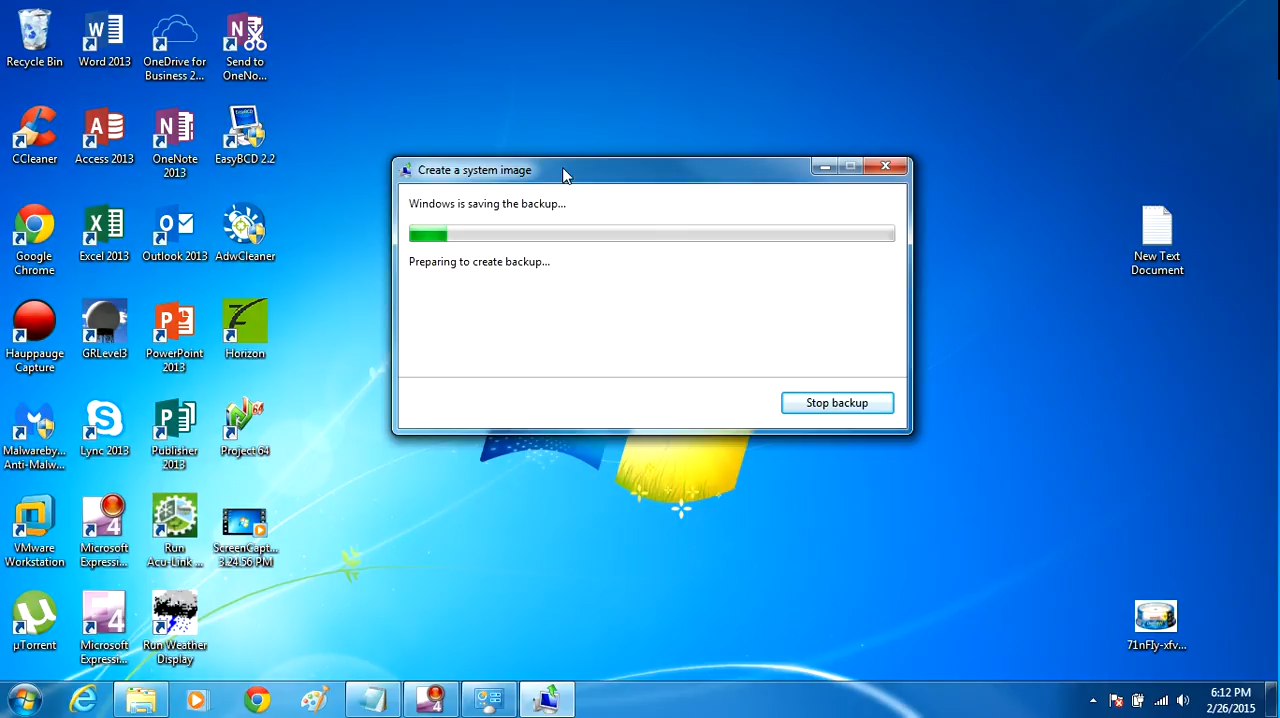 Recycle Bin
Word 2013
OneDrive for
Business 2...
Send to
OneNo...
CCleaner
Access 2013
OneNote
2013
EasyBCD 2.2
Google
Chrome
Excel 2013
Outlook 2013
AdwCleaner
Hauppauge
Capture
GRLevel3
PowerPoint
2013
Horizon
Malwareby...
Anti-Malw...
Lync 2013
Publisher
2013
Project 64
VMware
Workstation
Microsoft
Expressi...
Run
Acu-Link ...
ScreenCapt...
3.24.56 PM
µTorrent
Microsoft
Expressi...
Run Weather
Display
Create a system image
Windows is saving the backup...
Preparing to create backup...
Stop backup
New Text
Document
71nFIy-xfv...
6:12 PM
2/26/2015